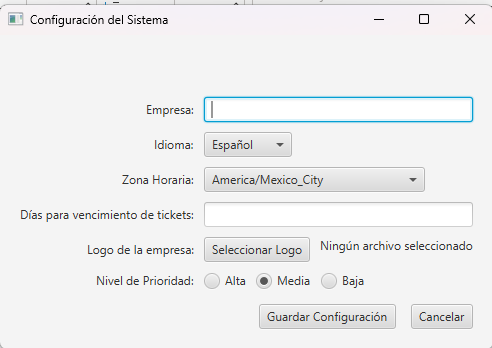 Configuración del Sistema
Empresa:
Idioma: Español
Zona Horaria: America/Mexico_City
Días para vencimiento de tickets:
Logo de la empresa: Seleccionar Logo Ningún archivo seleccionado
Nivel de Prioridad: Alta Media Baja
Guardar Configuración Cancelar